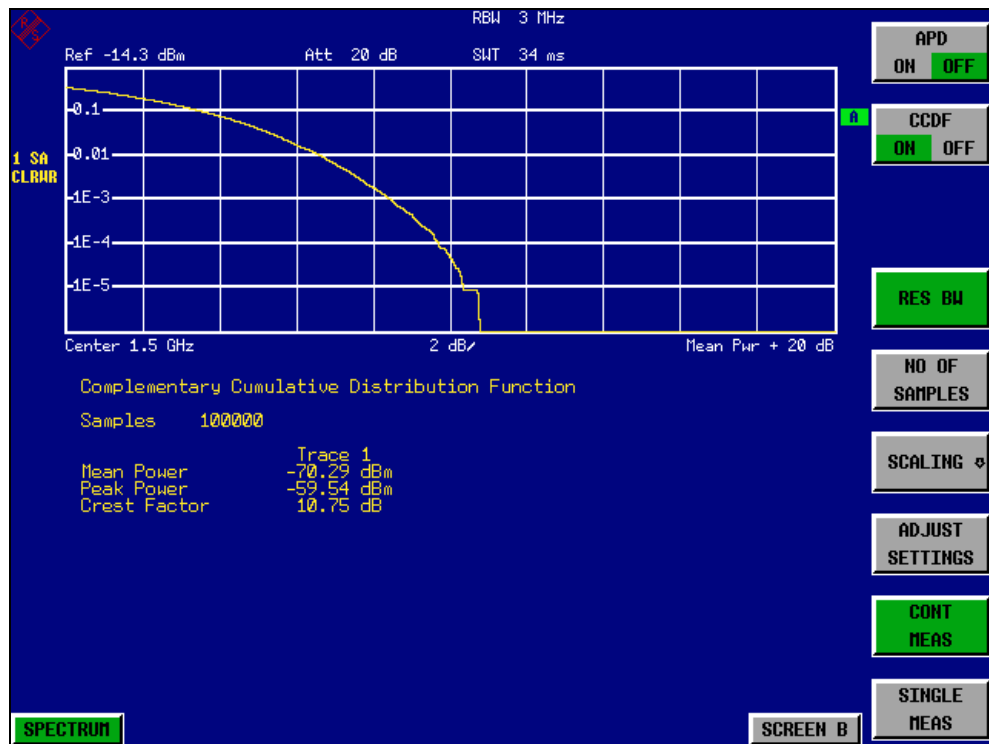 R S
RBW 3 MHz
Ref -14.3 dBm Att 20 dB SWT 34 ms
0.1
0.01
1E-3
1E-4
1E-5
1 SA
CLRWR
A
Center 1.5 GHz 2 dB/ Mean Pwr + 20 dB
Complementary Cumulative Distribution Function
Samples 100000
Trace 1
Mean Power -70.29 dBm
Peak Power -59.54 dBm
Crest Factor 10.75 dB
APD
ON OFF
CCDF
ON OFF
RES BW
NO OF
SAMPLES
SCALING
ADJUST
SETTINGS
CONT
MEAS
SINGLE
MEAS
SPECTRUM
SCREEN B